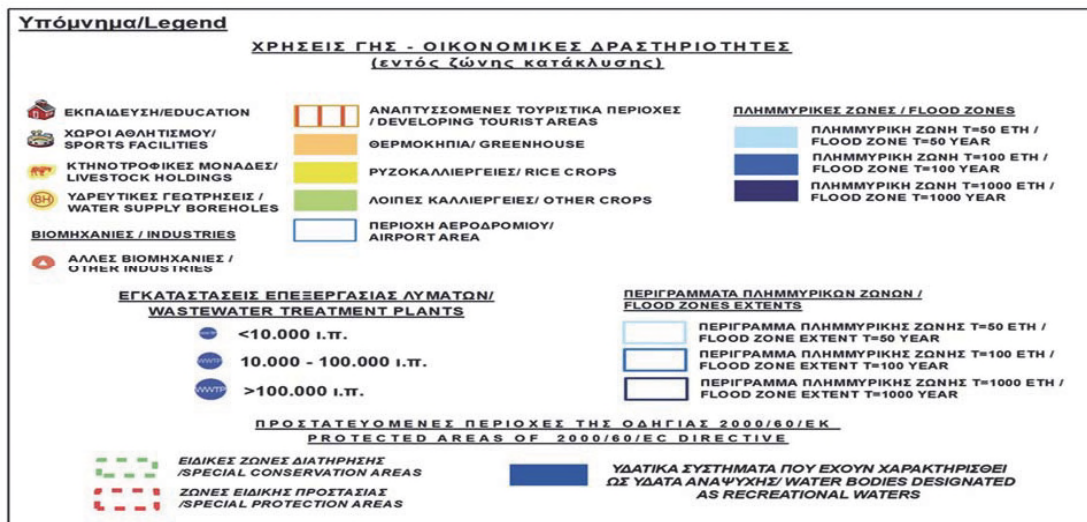 Υπόμνημα/Legend
ΧΡΗΣΕΙΣ ΓΗΣ - ΟΙΚΟΝΟΜΙΚΕΣ ΔΡΑΣΤΗΡΙΟΤΗΤΕΣ
(εντός ζώνης κατάκλυσης)
ΕΚΠΑΙΔΕΥΣΗ/EDUCATION
ΧΩΡΟΙ ΑΘΛΗΤΙΣΜΟΥ/
SPORTS FACILITIES
ΚΤΗΝΟΤΡΟΦΙΚΕΣ ΜΟΝΑΔΕΣ/
LIVESTOCK HOLDINGS
BH
ΥΔΡΕΥΤΙΚΕΣ ΓΕΩΤΡΗΣΕΙΣ /
WATER SUPPLY BOREHOLES
ΒΙΟΜΗΧΑΝΙΕΣ / INDUSTRIES
ΑΛΛΕΣ ΒΙΟΜΗΧΑΝΙΕΣ /
OTHER INDUSTRIES
ΑΝΑΠΤΥΣΣΟΜΕΝΕΣ ΤΟΥΡΙΣΤΙΚΑ ΠΕΡΙΟΧΕΣ
/ DEVELOPING TOURIST AREAS
ΘΕΡΜΟΚΗΠΙΑ/ GREENHOUSE
ΡΥΖΟΚΑΛΛΙΕΡΓΕΙΕΣ/ RICE CROPS
ΛΟΙΠΕΣ ΚΑΛΛΙΕΡΓΕΙΕΣ/ OTHER CROPS
ΠΕΡΙΟΧΗ ΑΕΡΟΔΡΟΜΙΟΥ/
AIRPORT AREA
ΠΛΗΜΜΥΡΙΚΕΣ ΖΩΝΕΣ / FLOOD ZONES
ΠΛΗΜΜΥΡΙΚΗ ΖΩΝΗ T=50 ΕΤΗ /
FLOOD ZONE T=50 YEAR
ΠΛΗΜΜΥΡΙΚΗ ΖΩΝΗ T=100 ΕΤΗ /
FLOOD ZONE T=100 YEAR
ΠΛΗΜΜΥΡΙΚΗ ΖΩΝΗ T=1000 ΕΤΗ /
FLOOD ZONE T=1000 YEAR
ΕΓΚΑΤΑΣΤΑΣΕΙΣ ΕΠΕΞΕΡΓΑΣΙΑΣ ΛΥΜΑΤΩΝ/
WASTEWATER TREATMENT PLANTS
WWTP <10.000 ι.π.
WWTP 10.000 - 100.000 ι.π.
WWTP >100.000 ι.π.
ΠΕΡΙΓΡΑΜΜΑΤΑ ΠΛΗΜΜΥΡΙΚΩΝ ΖΩΝΩΝ /
FLOOD ZONES EXTENTS
ΠΕΡΙΓΡΑΜΜΑ ΠΛΗΜΜΥΡΙΚΗΣ ΖΩΝΗΣ T=50 ΕΤΗ /
FLOOD ZONE EXTENT T=50 YEAR
ΠΕΡΙΓΡΑΜΜΑ ΠΛΗΜΜΥΡΙΚΗΣ ΖΩΝΗΣ T=100 ΕΤΗ /
FLOOD ZONE EXTENT T=100 YEAR
ΠΕΡΙΓΡΑΜΜΑ ΠΛΗΜΜΥΡΙΚΗΣ ΖΩΝΗΣ T=1000 ΕΤΗ /
FLOOD ZONE EXTENT T=1000 YEAR
ΠΡΟΣΤΑΤΕΥΟΜΕΝΕΣ ΠΕΡΙΟΧΕΣ ΤΗΣ ΟΔΗΓΙΑΣ 2000/60/ΕΚ
PROTECTED AREAS OF 2000/60/EC DIRECTIVE
ΕΙΔΙΚΕΣ ΖΩΝΕΣ ΔΙΑΤΗΡΗΣΗΣ
/SPECIAL CONSERVATION AREAS
ΖΩΝΕΣ ΕΙΔΙΚΗΣ ΠΡΟΣΤΑΣΙΑΣ
/SPECIAL PROTECTION AREAS
ΥΔΑΤΙΚΑ ΣΥΣΤΗΜΑΤΑ ΠΟΥ ΕΧΟΥΝ ΧΑΡΑΚΤΗΡΙΣΘΕΙ
ΩΣ ΥΔΑΤΑ ΑΝΑΨΥΧΗΣ/ WATER BODIES DESIGNATED
AS RECREATIONAL WATERS